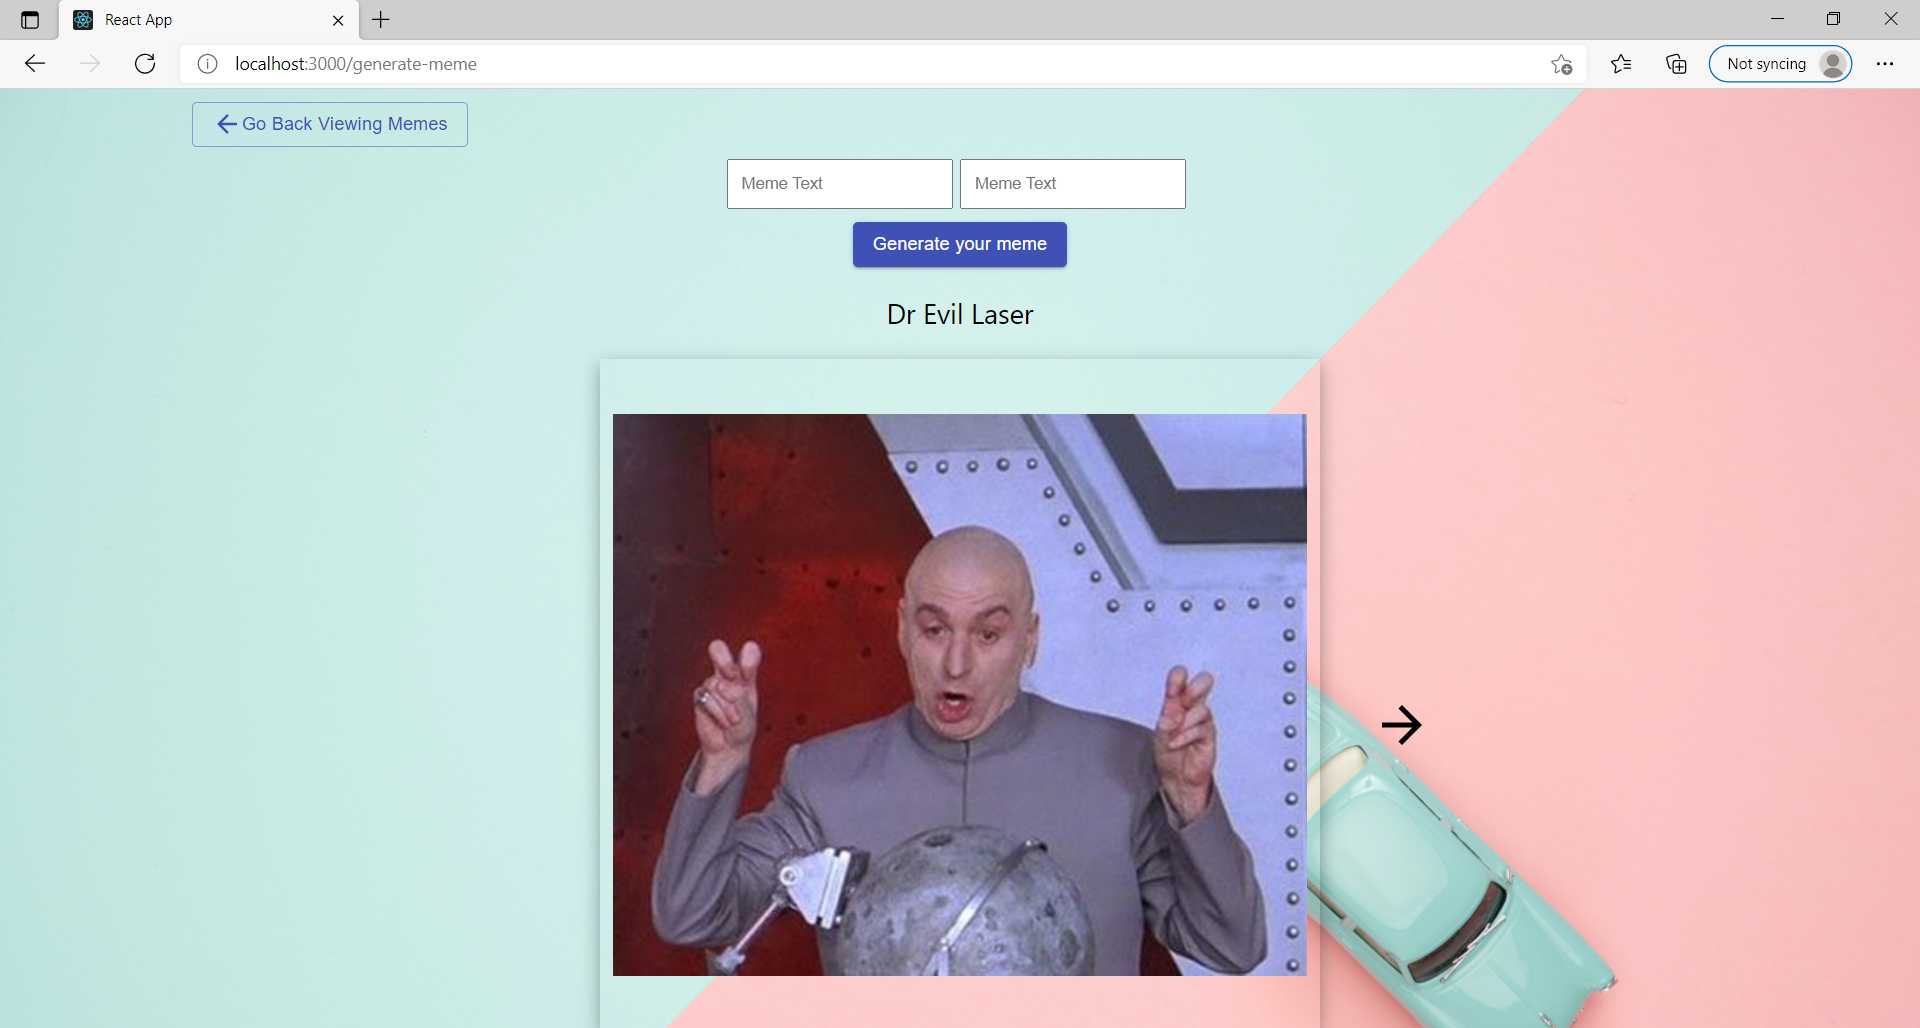 React App
localhost:3000/generate-meme
Not syncing
Go Back Viewing Memes
Meme Text Meme Text
Generate your meme
Dr Evil Laser